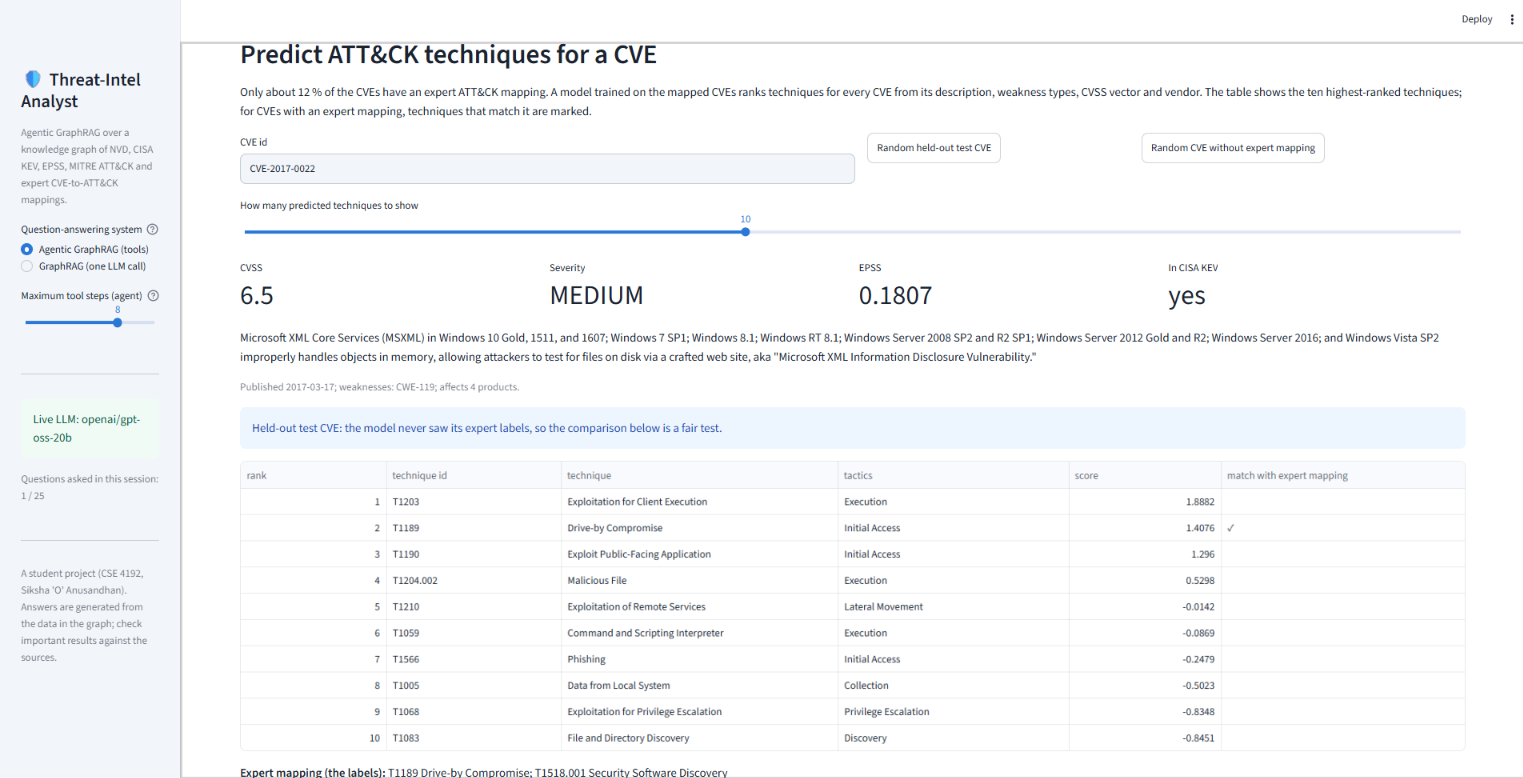 Deploy
Threat-Intel
Analyst
Agentic GraphRAG over a
knowledge graph of NVD, CISA
KEV, EPSS, MITRE ATT&CK and
expert CVE-to-ATT&CK
mappings.
Question-answering system
Agentic GraphRAG (tools)
GraphRAG (one LLM call)
Maximum tool steps (agent)
8
Live LLM: openai/gpt-
oss-20b
Questions asked in this session:
1 / 25
A student project (CSE 4192,
Siksha 'O' Anusandhan).
Answers are generated from
the data in the graph; check
important results against the
sources.
Predict ATT&CK techniques for a CVE
Only about 12 % of the CVEs have an expert ATT&CK mapping. A model trained on the mapped CVEs ranks techniques for every CVE from its description, weakness types, CVSS vector and vendor. The table shows the ten highest-ranked techniques;
for CVEs with an expert mapping, techniques that match it are marked.
CVE id
CVE-2017-0022
Random held-out test CVE
Random CVE without expert mapping
How many predicted techniques to show
10
CVSS Severity EPSS In CISA KEV
6.5 MEDIUM 0.1807 yes
Microsoft XML Core Services (MSXML) in Windows 10 Gold, 1511, and 1607; Windows 7 SP1; Windows 8.1; Windows RT 8.1; Windows Server 2008 SP2 and R2 SP1; Windows Server 2012 Gold and R2; Windows Server 2016; and Windows Vista SP2
improperly handles objects in memory, allowing attackers to test for files on disk via a crafted web site, aka "Microsoft XML Information Disclosure Vulnerability."
Published 2017-03-17; weaknesses: CWE-119; affects 4 products.
Held-out test CVE: the model never saw its expert labels, so the comparison below is a fair test.
rank technique id technique tactics score match with expert mapping
1 T1203 Exploitation for Client Execution Execution 1.8882
2 T1189 Drive-by Compromise Initial Access 1.4076 ✓
3 T1190 Exploit Public-Facing Application Initial Access 1.296
4 T1204.002 Malicious File Execution 0.5298
5 T1210 Exploitation of Remote Services Lateral Movement -0.0142
6 T1059 Command and Scripting Interpreter Execution -0.0869
7 T1566 Phishing Initial Access -0.2479
8 T1005 Data from Local System Collection -0.5023
9 T1068 Exploitation for Privilege Escalation Privilege Escalation -0.8348
10 T1083 File and Directory Discovery Discovery -0.8451
Expert mapping (the labels): T1189 Drive-by Compromise; T1518.001 Security Software Discovery